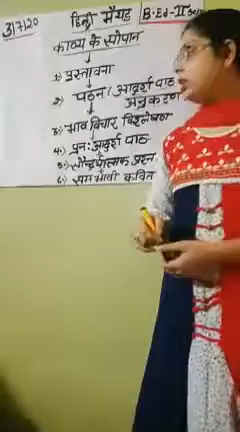 31/7/20
हिन्दी मैथड
B.Ed-II
काव्य के सोपान
1) प्रस्तावना
2) पठन (आदर्श पाठ
अनुकरण
3) भाव विचार विश्लेषण
4.) पुनः आदर्श पाठ
5.) सौन्दर्यात्मक प्रश्न
6.) समभावी कवित